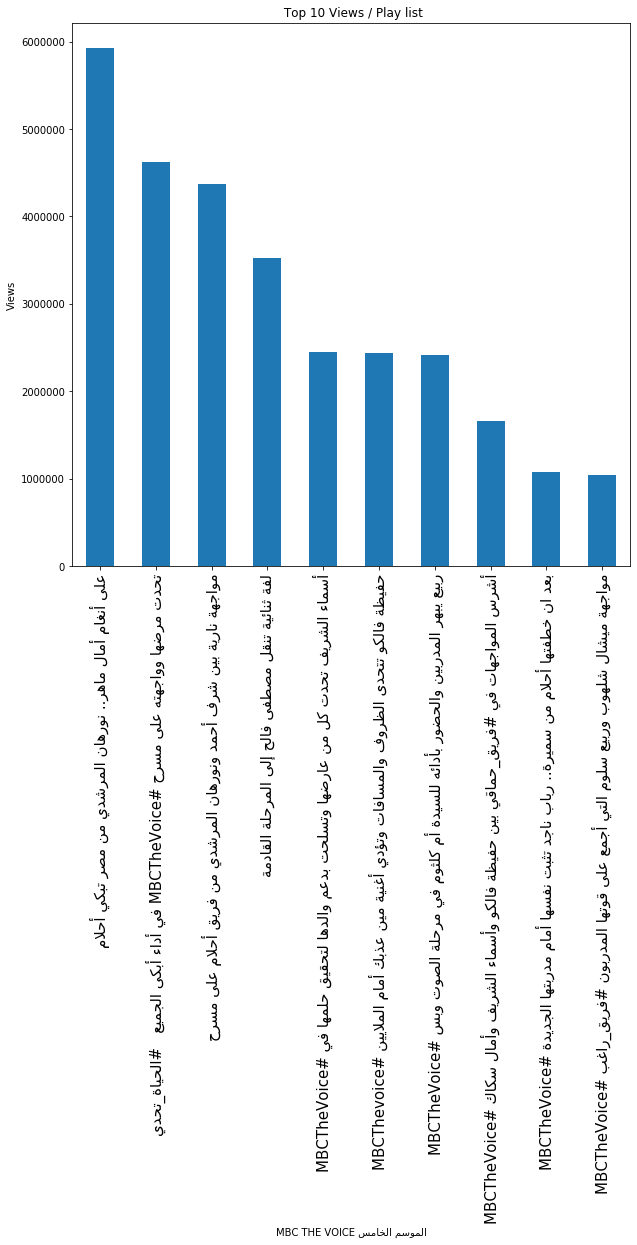 Top 10 Views / Play list
Views
6000000
5000000
4000000
3000000
2000000
1000000
0
على أنغام أمال ماهر.. نورهان المرشدي من مصر تبكي أحلام
تحدت مرضها وواجهته على مسرح #MBCTheVoice في أداء أبكى الجميع #الحياة_تحدي
مواجهة نارية بين شرف أحمد ونورهان المرشدي من فريق أحلام على مسرح
لفة ثنائية تنقل مصطفى فالح إلى المرحلة القادمة
أسماء الشريف تحدت كل من عارضها وتسلحت بدعم والدها لتحقيق حلمها في #MBCTheVoice
حفيظة فالكو تتحدى الظروف والمسافات وتؤدي أغنية مين عذبك أمام الملايين #MBCThevoice
ربيع يبهر المدربين والحضور بأدائه للسيدة أم كلثوم في مرحلة الصوت وبس #MBCTheVoice
أشرس المواجهات في #فريق_حماقي بين حفيظة فالكو وأسماء الشريف وأمال سكاك #MBCTheVoice
بعد ان خطفتها أحلام من سميرة.. رباب ناجد تثبت نفسها أمام مدربتها الجديدة #MBCTheVoice
مواجهة ميشال شلهوب وربيع سلوم التي أجمع على قوتها المدربون #فريق_راغب #MBCTheVoice
MBC THE VOICE الموسم الخامس